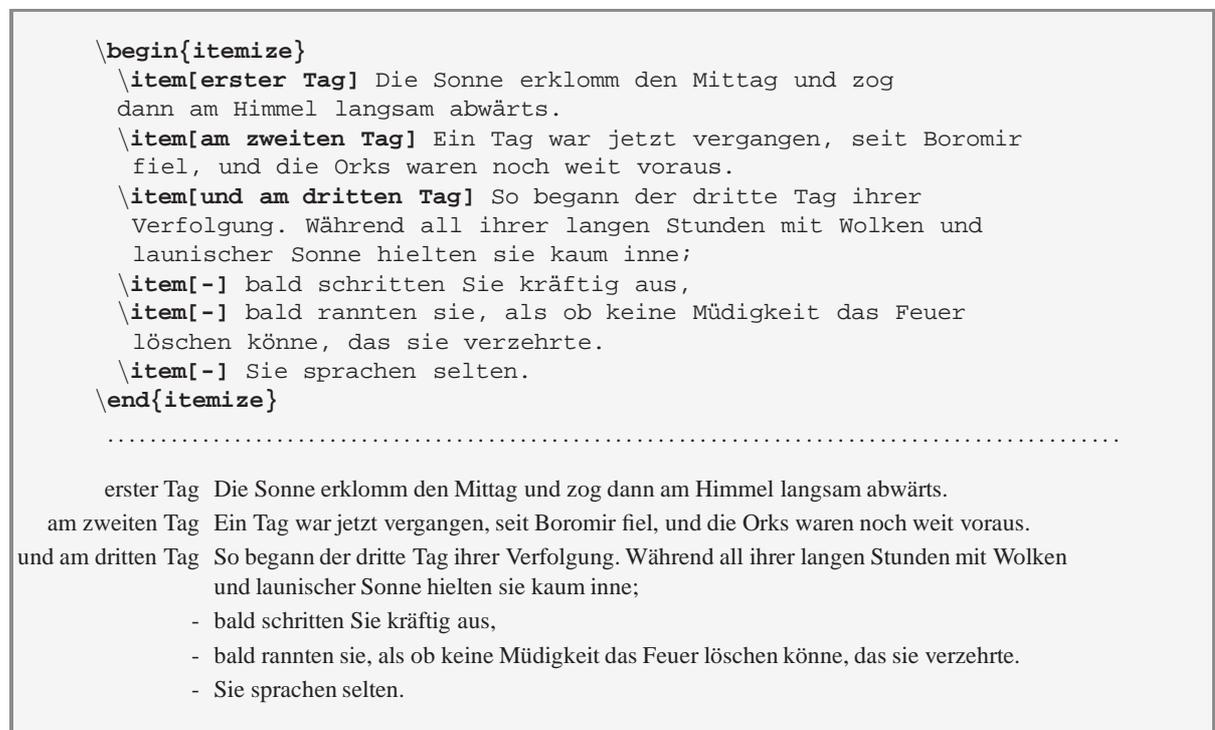 \begin{itemize}
\item[erster Tag] Die Sonne erklomm den Mittag und zog
dann am Himmel langsam abwärts.
\item[am zweiten Tag] Ein Tag war jetzt vergangen, seit Boromir
fiel, und die Orks waren noch weit voraus.
\item[und am dritten Tag] So begann der dritte Tag ihrer
Verfolgung. Während all ihrer langen Stunden mit Wolken und
launischer Sonne hielten sie kaum inne;
\item[-] bald schritten Sie kräftig aus,
\item[-] bald rannten sie, als ob keine Müdigkeit das Feuer
löschen könne, das sie verzehrte.
\item[-] Sie sprachen selten.
\end{itemize}
erster Tag Die Sonne erklomm den Mittag und zog dann am Himmel langsam abwärts.
am zweiten Tag Ein Tag war jetzt vergangen, seit Boromir fiel, und die Orks waren noch weit voraus.
und am dritten Tag So begann der dritte Tag ihrer Verfolgung. Während all ihrer langen Stunden mit Wolken
und launischer Sonne hielten sie kaum inne;
- bald schritten Sie kräftig aus,
- bald rannten sie, als ob keine Müdigkeit das Feuer löschen könne, das sie verzehrte.
- Sie sprachen selten.